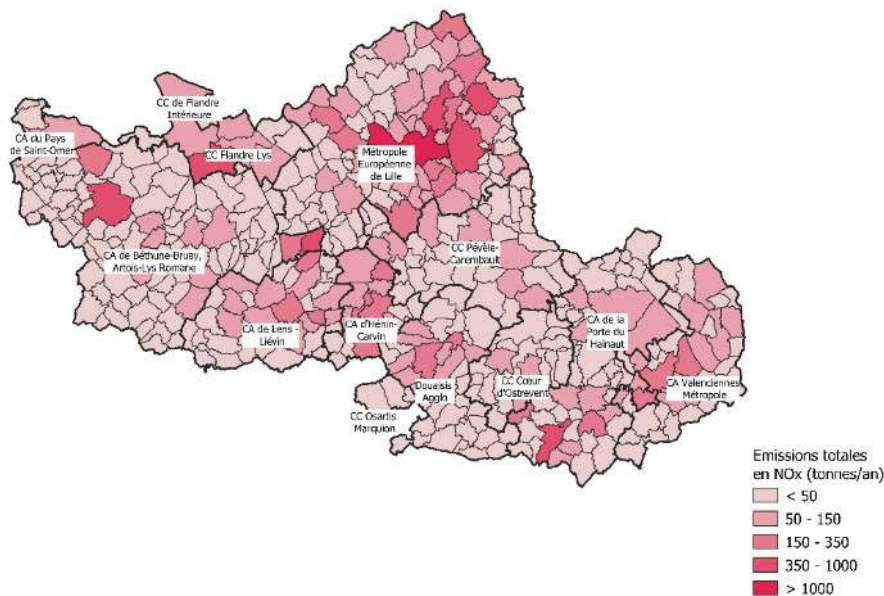 CC de Flandre
Intérieure
CA du Pays
de Saint-Omer
CC Flandre Lys
Métropole
Européenne
de Lille
CC Pévèle-
Carembault
CA de Béthune-Bruay,
Artois-Lys Romane
CA de Lens -
Liévin
CA d'Hénin-
Carvin
CA de la
Porte du
Hainaut
Douaisis
Agglo
CC Cœur
d'Ostrevent
CA Valenciennes
Métropole
CC Osartis
Marquion
Emissions totales
en NOx (tonnes/an)
< 50
50 - 150
150 - 350
350 - 1000
> 1000